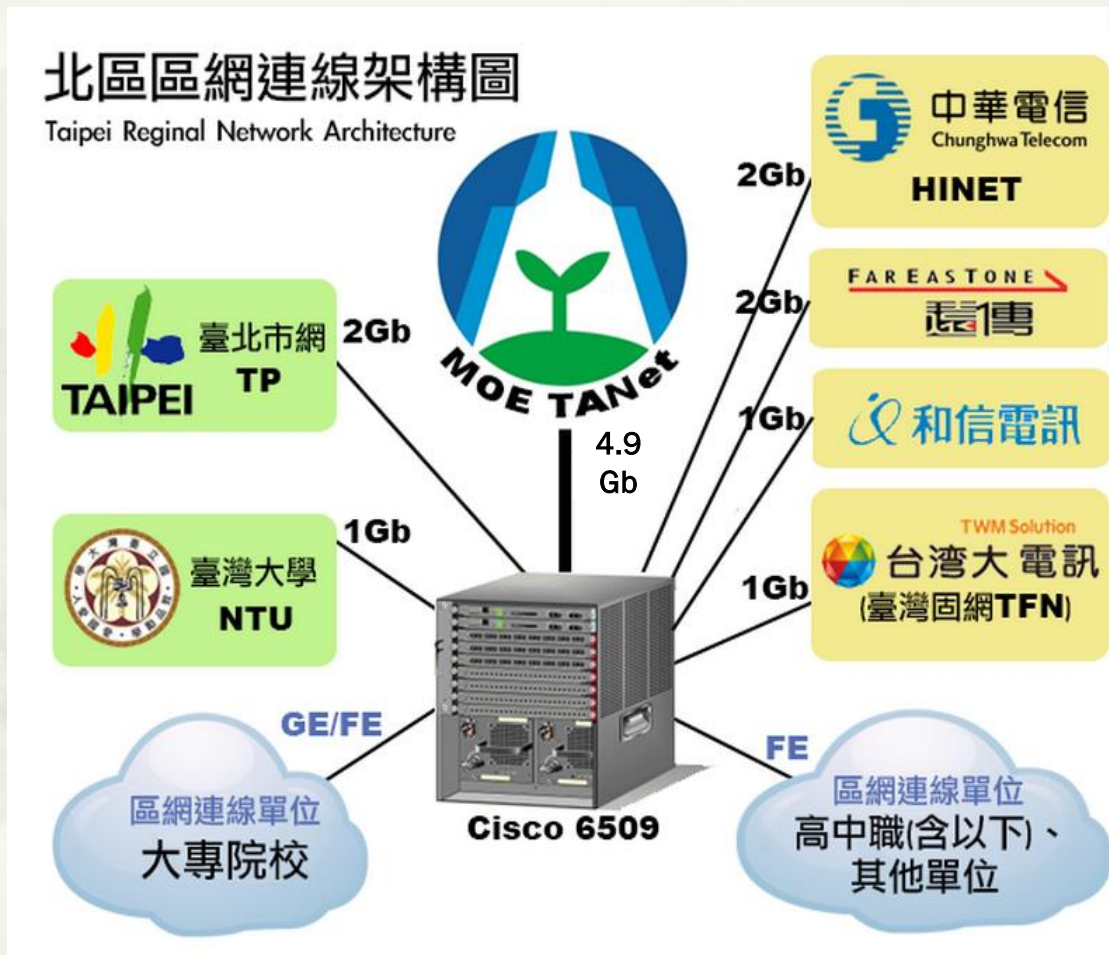 北區區網連線架構圖
Taipei Reginal Network Architecture
MOE TANet
4.9
Gb
臺北市網
TP
TAIPEI
2Gb
臺灣大學
NTU
1Gb
中華電信
Chunghwa Telecom
HINET
2Gb
FAREASTONE
遠傳
2Gb
和信電訊
1Gb
TWM Solution
台湾大電訊
(臺灣固網TFN)
1Gb
GE/FE
區網連線單位
大專院校
Cisco 6509
FE
區網連線單位
高中職(含以下)、
其他單位